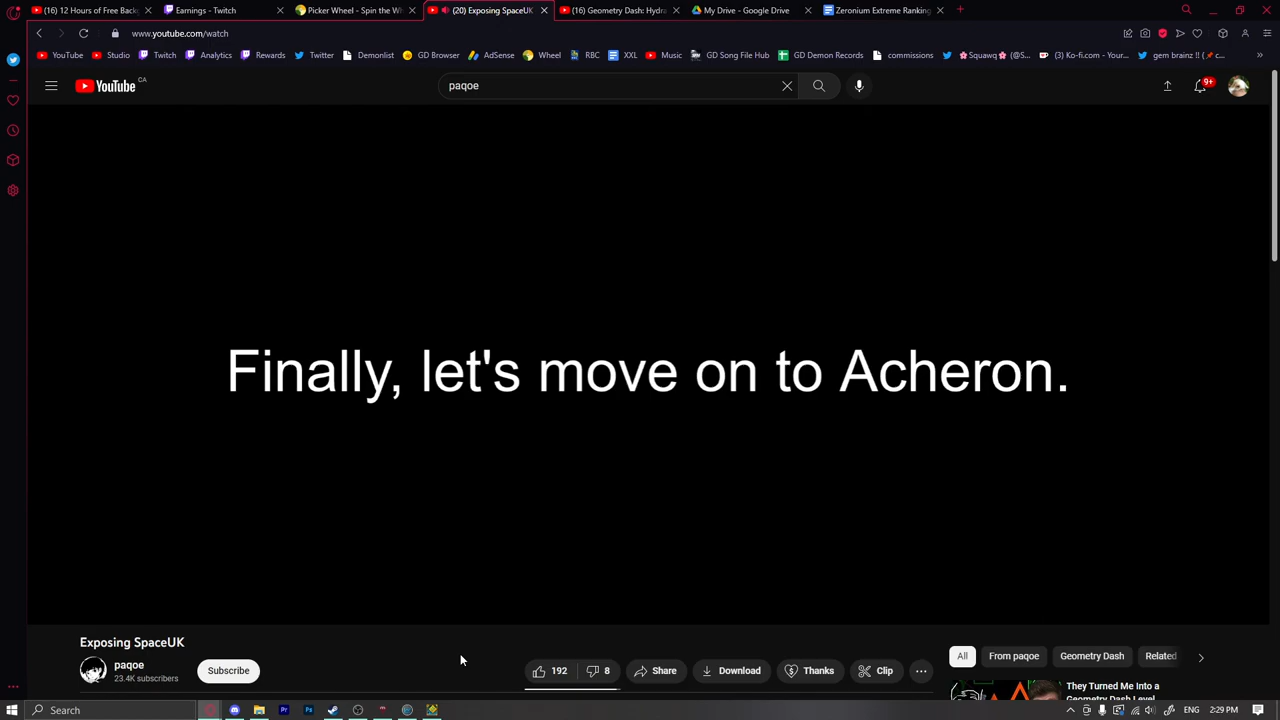 (16) 12 Hours of Free Back
Earnings - Twitch
Picker Wheel - Spin the Wh
(20) Exposing SpaceUK
(16) Geometry Dash: Hydra
My Drive - Google Drive
Zeronium Extreme Ranking
www.youtube.com/watch
YouTube
Studio
Twitch
Analytics
Rewards
Twitter
Demonlist
GD Browser
AdSense
Wheel
RBC
XXL
Music
GD Song File Hub
GD Demon Records
commissions
🌸Squawq🌸 (@S...
Ko-fi.com - Your...
gem brainz !! (📌 c...
YouTube CA
paqoe
9+
Finally, let's move on to Acheron.
Exposing SpaceUK
paqoe
23.4K subscribers
Subscribe
192
8
Share
Download
Thanks
Clip
All
From paqoe
Geometry Dash
Related
They Turned Me Into a
Geometry Dash Level
Search
ENG
2:29 PM